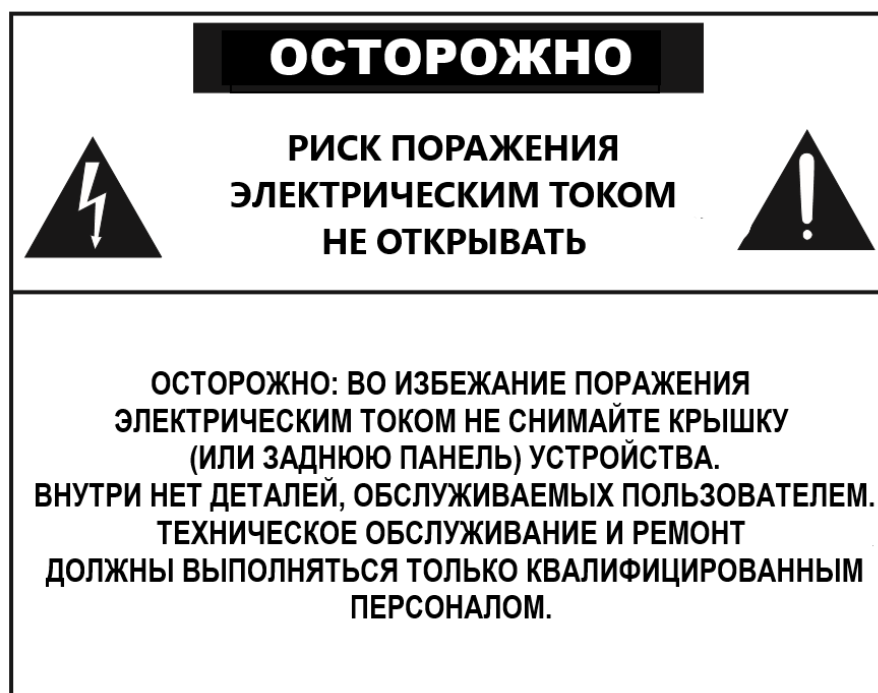 ОСТОРОЖНО
РИСК ПОРАЖЕНИЯ
ЭЛЕКТРИЧЕСКИМ ТОКОМ
НЕ ОТКРЫВАТЬ
ОСТОРОЖНО: ВО ИЗБЕЖАНИЕ ПОРАЖЕНИЯ
ЭЛЕКТРИЧЕСКИМ ТОКОМ НЕ СНИМАЙТЕ КРЫШКУ
(ИЛИ ЗАДНЮЮ ПАНЕЛЬ) УСТРОЙСТВА.
ВНУТРИ НЕТ ДЕТАЛЕЙ, ОБСЛУЖИВАЕМЫХ ПОЛЬЗОВАТЕЛЕМ.
ТЕХНИЧЕСКОЕ ОБСЛУЖИВАНИЕ И РЕМОНТ
ДОЛЖНЫ ВЫПОЛНЯТЬСЯ ТОЛЬКО КВАЛИФИЦИРОВАННЫМ
ПЕРСОНАЛОМ.